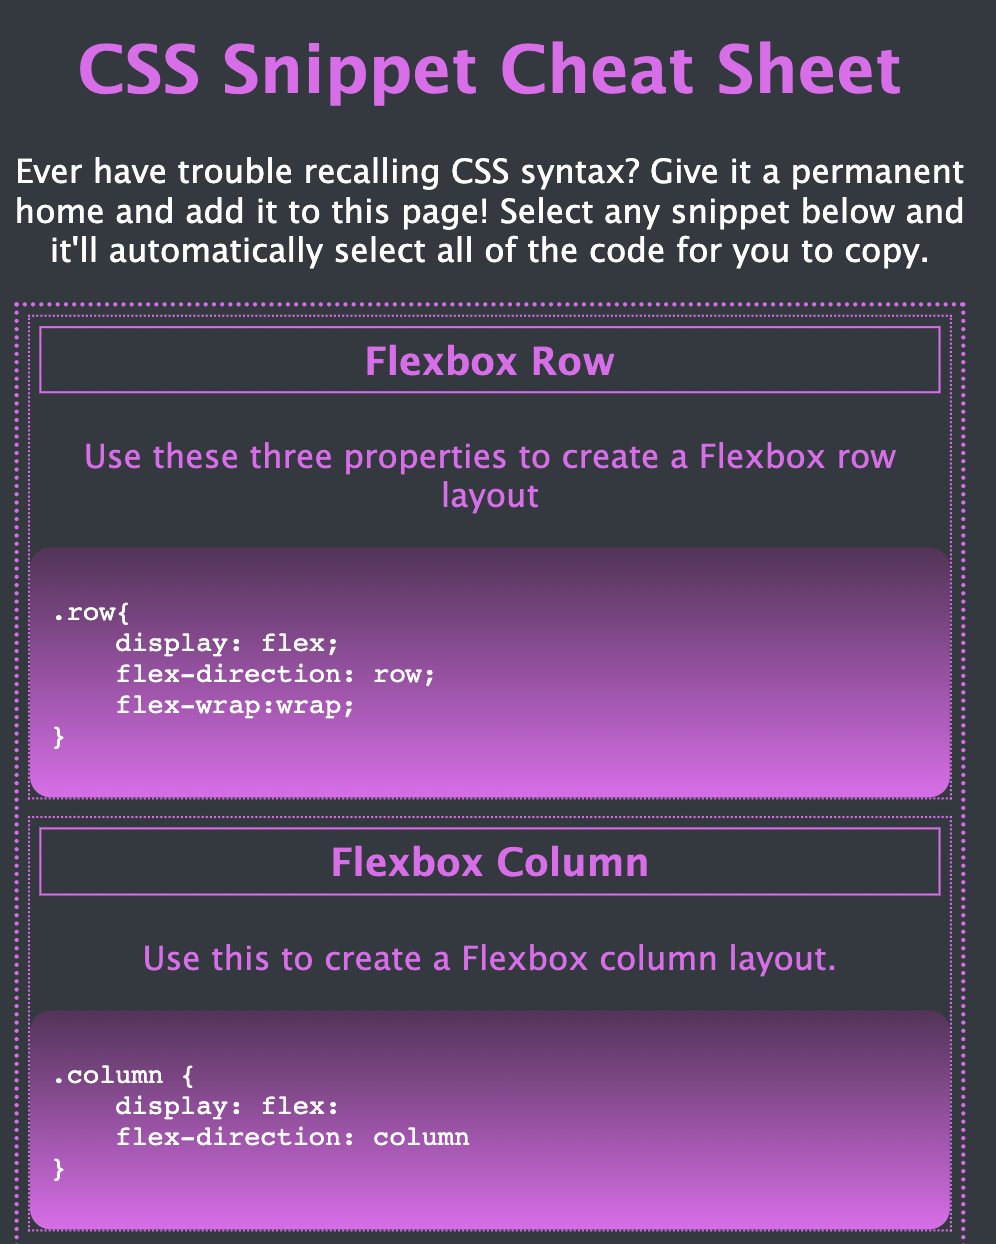 CSS Snippet Cheat Sheet
Ever have trouble recalling CSS syntax? Give it a permanent
home and add it to this page! Select any snippet below and
it'll automatically select all of the code for you to copy.
Flexbox Row
Use these three properties to create a Flexbox row
layout
.row{
    display: flex;
    flex-direction: row;
    flex-wrap:wrap;
}
Flexbox Column
Use this to create a Flexbox column layout.
.column {
    display: flex:
    flex-direction: column
}